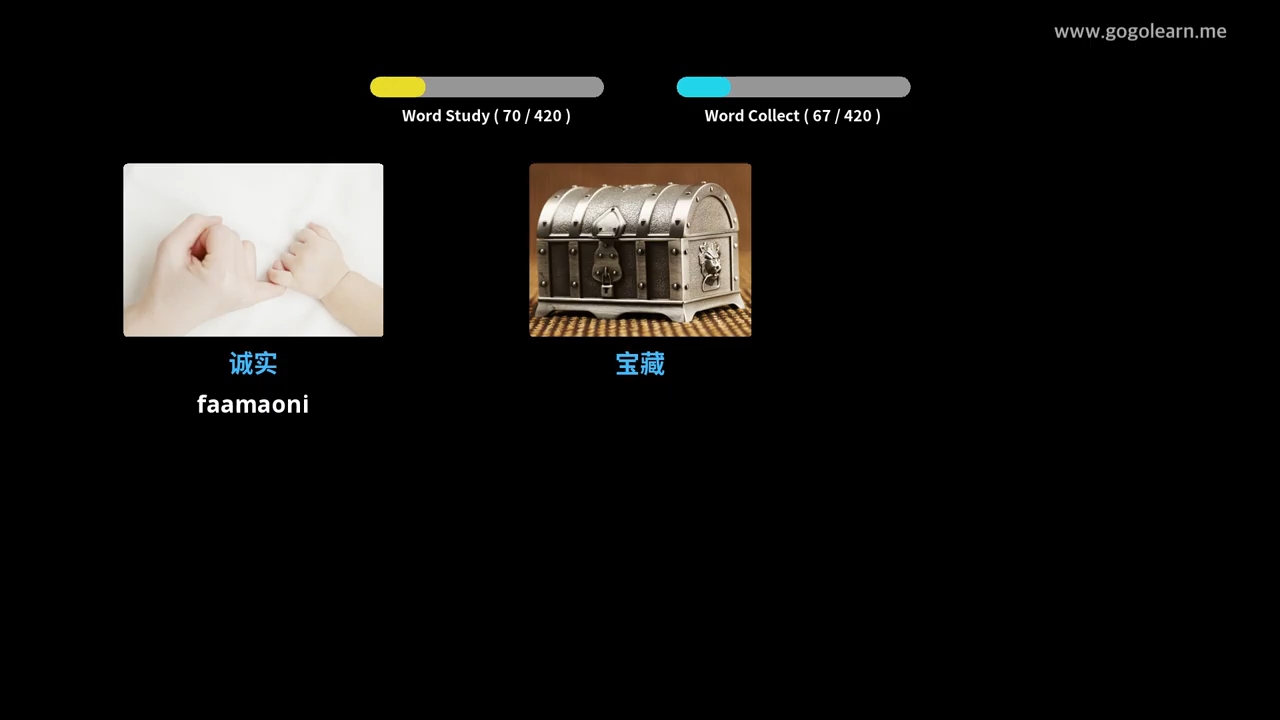 www.gogolearn.me
Word Study ( 70 / 420 )
Word Collect ( 67 / 420 )
诚实
faamaoni
宝藏